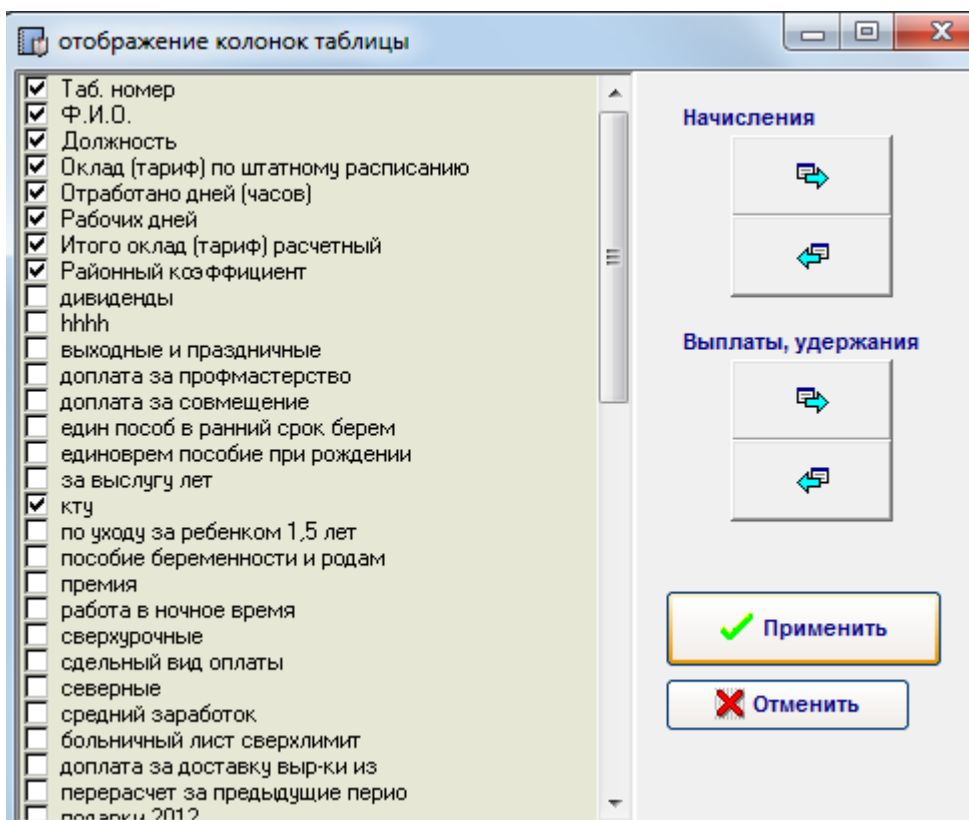 отображение колонок таблицы
Таб. номер
Ф.И.О.
Должность
Оклад (тариф) по штатному расписанию
Отработано дней (часов)
Рабочих дней
Итого оклад (тариф) расчетный
Районный коэффициент
дивиденды
hhhh
выходные и праздничные
доплата за профмастерство
доплата за совмещение
един пособ в ранний срок берем
единоврем пособие при рождении
за выслугу лет
кту
по уходу за ребенком 1,5 лет
пособие беременности и родам
премия
работа в ночное время
сверхурочные
сдельный вид оплаты
северные
средний заработок
больничный лист сверхлимит
доплата за доставку выр-ки из
перерасчет за предыдущие перио
подарки 2012
Начисления
Выплаты, удержания
Применить
Отменить